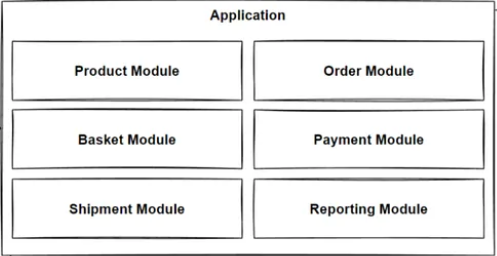 Application
Product Module
Order Module
Basket Module
Payment Module
Shipment Module
Reporting Module